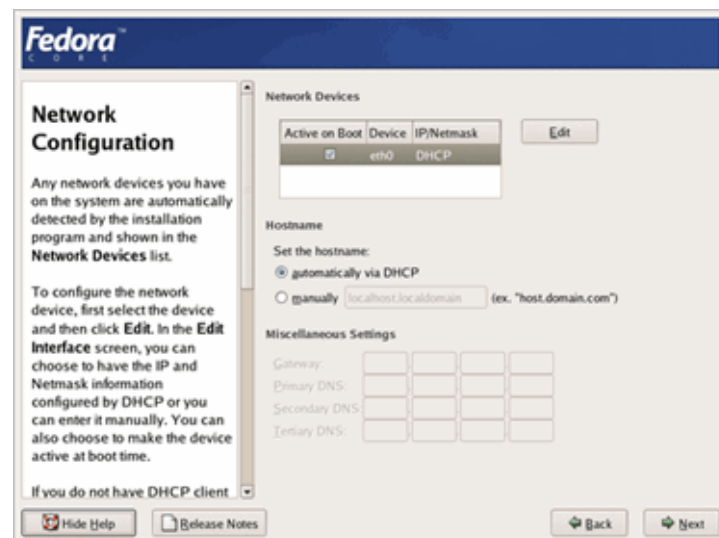 Fedora™
CORE
Network
Configuration
Any network devices you have
on the system are automatically
detected by the installation
program and shown in the
Network Devices list.
To configure the network
device, first select the device
and then click Edit. In the Edit
Interface screen, you can
choose to have the IP and
Netmask information
configured by DHCP or you
can enter it manually. You can
also choose to make the device
active at boot time.
If you do not have DHCP client
Network Devices
Active on Boot Device IP/Netmask
eth0 DHCP
Edit
Hostname
Set the hostname:
automatically via DHCP
manually localhost.localdomain (ex. "host.domain.com")
Miscellaneous Settings
Gateway:
Primary DNS:
Secondary DNS:
Tertiary DNS:
Hide Help
Release Notes
Back
Next